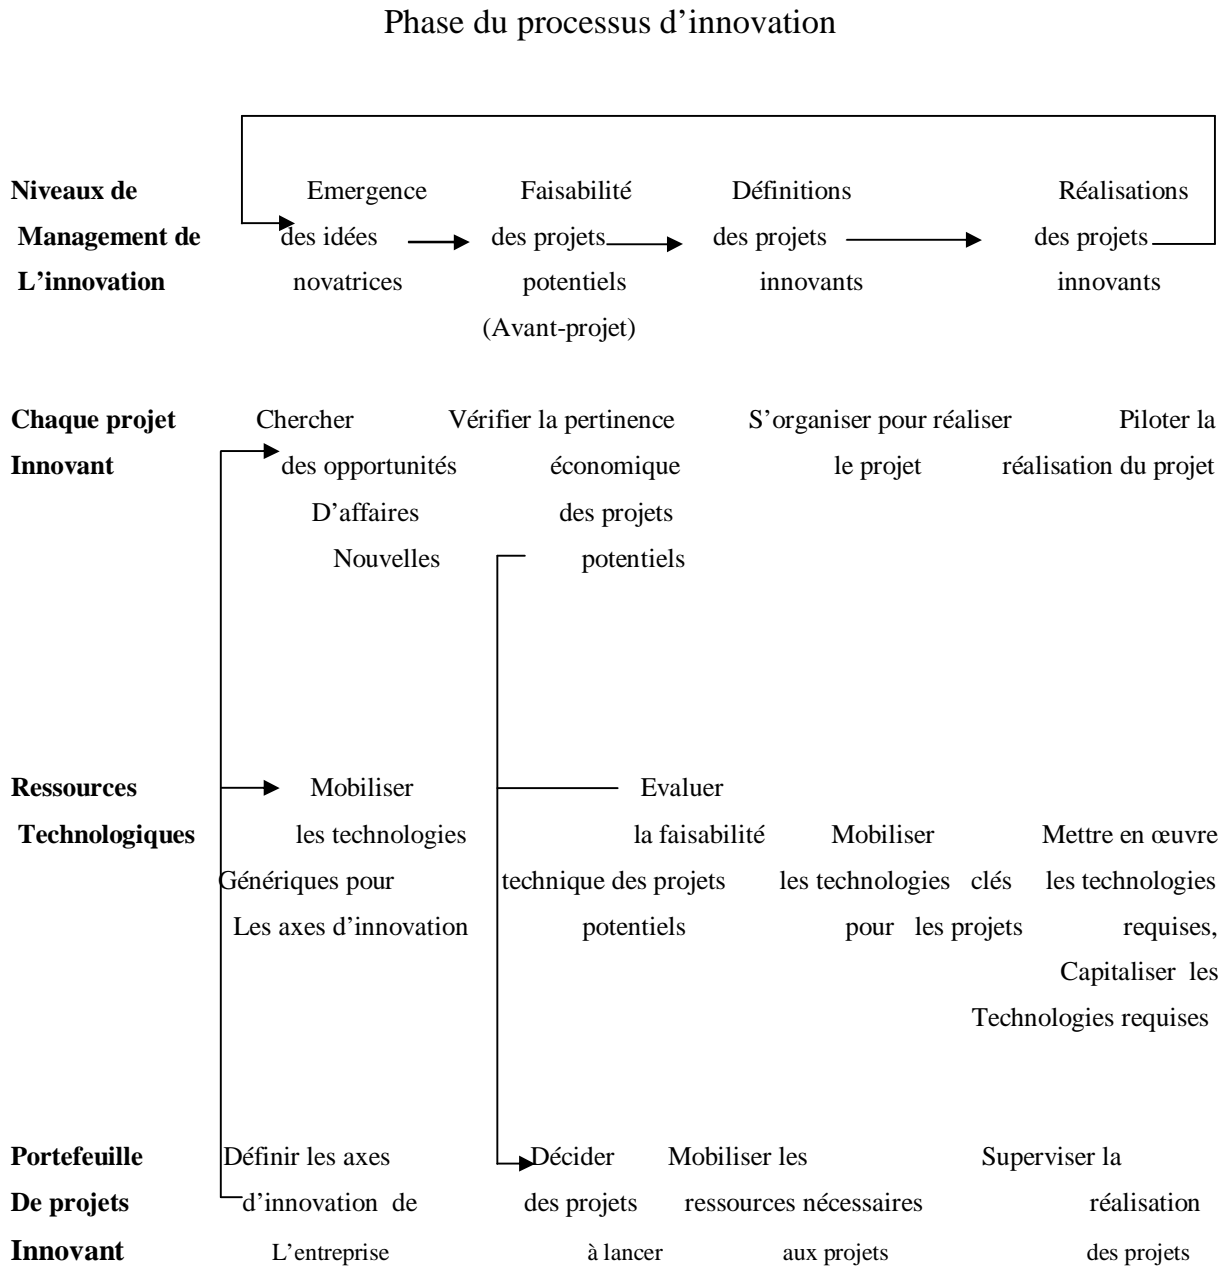 Phase du processus d’innovation
Niveaux de Emergence Faisabilité Définitions Réalisations
Management de des idées des projets des projets des projets
L’innovation novatrices potentiels innovants innovants
(Avant-projet)
Chaque projet Chercher Vérifier la pertinence S’organiser pour réaliser Piloter la
Innovant des opportunités économique le projet réalisation du projet
D’affaires des projets
Nouvelles potentiels
Ressources Mobiliser Evaluer
Technologiques les technologies la faisabilité Mobiliser Mettre en œuvre
Génériques pour technique des projets les technologies clés les technologies
Les axes d’innovation potentiels pour les projets requises,
Capitaliser les
Technologies requises
Portefeuille Définir les axes Décider Mobiliser les Superviser la
De projets d’innovation de des projets ressources nécessaires réalisation
Innovant L’entreprise à lancer aux projets des projets